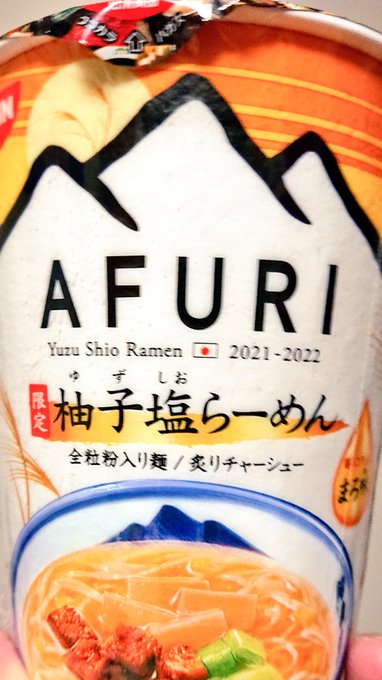 AFURI
Yuzu Shio Ramen 2021-2022
ゆ ず しお
限定 柚子塩らーめん
全粒粉入り麺/炙りチャーシュー